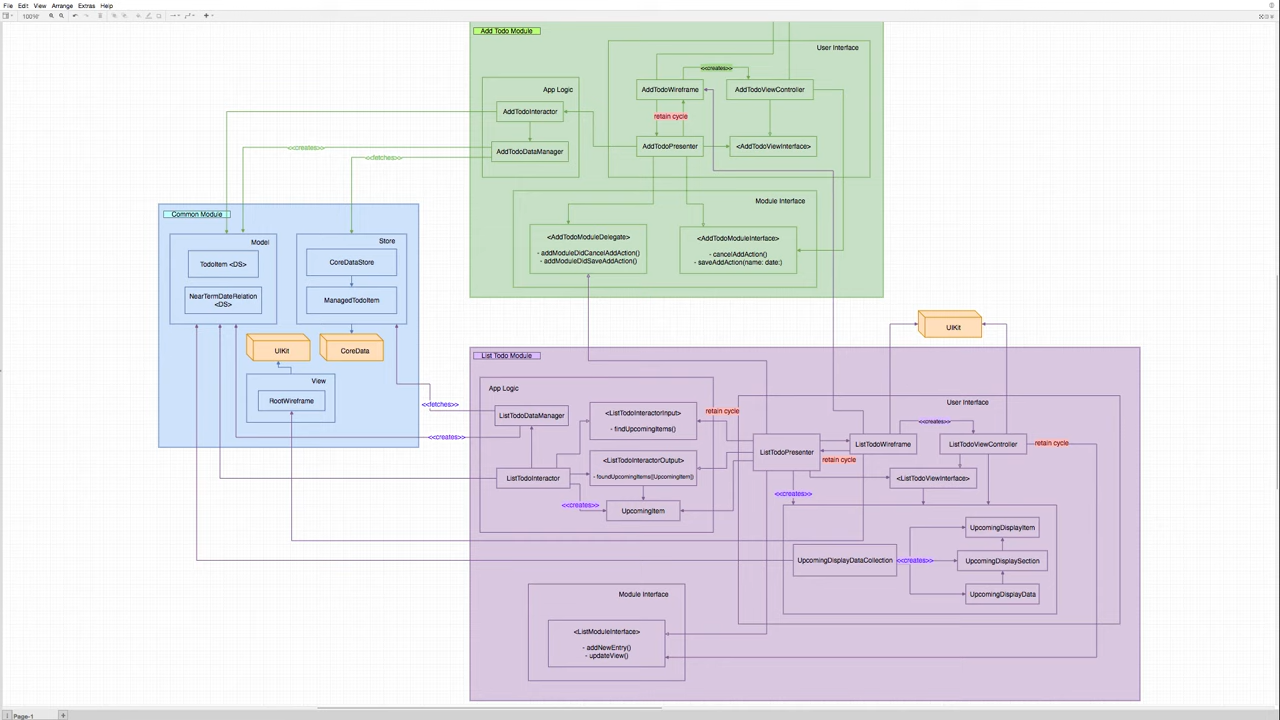 File Edit View Arrange Extras Help
100%
Add Todo Module
User Interface
<<creates>>
App Logic
AddTodoWireframe
AddTodoViewController
AddTodoInteractor
retain cycle
<<creates>>
AddTodoDataManager
AddTodoPresenter
<AddTodoViewInterface>
<<fetches>>
Module Interface
Common Module
<AddTodoModuleDelegate>
- addModuleDidCancelAddAction()
- addModuleDidSaveAddAction()
<AddTodoModuleInterface>
- cancelAddAction()
- saveAddAction(name: date:)
Model
Store
TodoItem <DS>
CoreDataStore
NearTermDateRelation
<DS>
ManagedTodoItem
UIKit
CoreData
UIKit
View
RootWireframe
List Todo Module
App Logic
User Interface
<<fetches>>
ListTodoDataManager
<ListTodoInteractorInput>
- findUpcomingItems()
retain cycle
<<creates>>
<<creates>>
ListTodoPresenter
ListTodoWireframe
ListTodoViewController
retain cycle
retain cycle
ListTodoInteractor
<ListTodoInteractorOutput>
- foundUpcomingItems([UpcomingItem])
<ListTodoViewInterface>
<<creates>>
<<creates>>
UpcomingItem
UpcomingDisplayItem
UpcomingDisplayDataCollection
<<creates>>
UpcomingDisplaySection
UpcomingDisplayData
Module Interface
<ListModuleInterface>
- addNewEntry()
- updateView()
Page-1